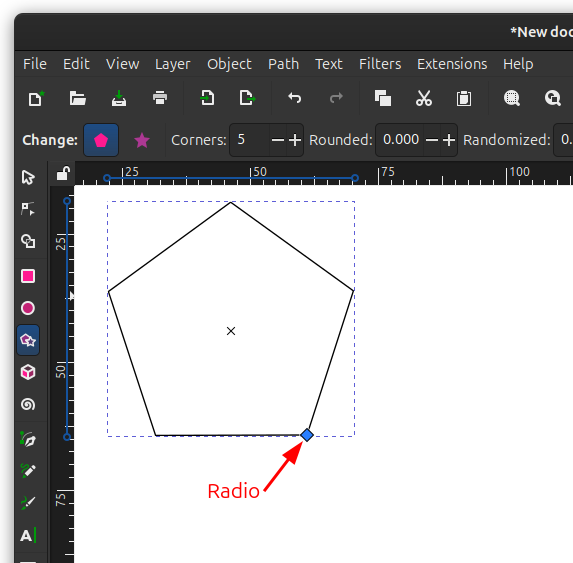 *New doc
File Edit View Layer Object Path Text Filters Extensions Help
Change: Corners: 5 Rounded: 0.000 Randomized: 0.
25 50 75 100
25
50
75
A
Radio